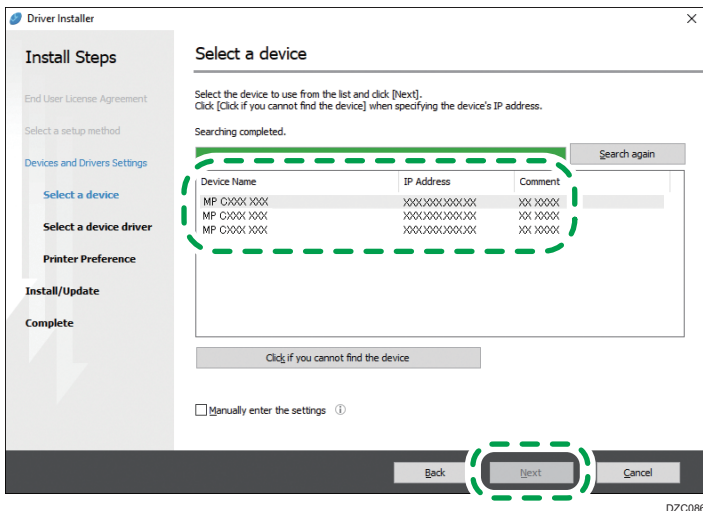 Driver Installer
Install Steps
End User License Agreement
Select a setup method
Devices and Drivers Settings
Select a device
Select a device driver
Printer Preference
Install/Update
Complete
Select a device
Select the device to use from the list and click [Next].
Click [Click if you cannot find the device] when specifying the device's IP address.
Searching completed.
Search again
Device Name IP Address Comment
MP CXXX XXX XXX.XXX.XXX.XX XX XXXX
MP CXXX XXX XXX.XXX.XXX.XX XX XXXX
MP CXXX XXX XXX.XXX.XXX.XX XX XXXX
Click if you cannot find the device
Manually enter the settings
Back Next Cancel
DZC086